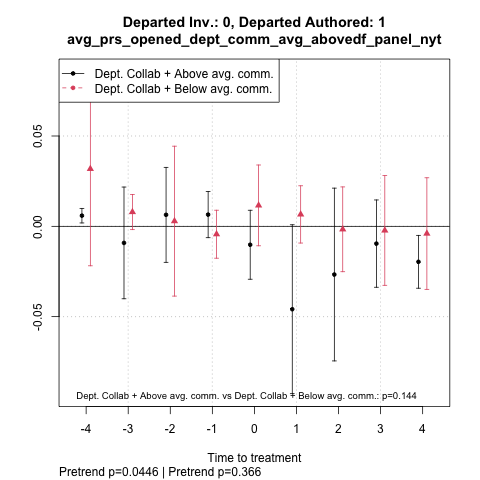 Departed Inv.: 0, Departed Authored: 1
avg_prs_opened_dept_comm_avg_abovedf_panel_nyt
Dept. Collab + Above avg. comm.
Dept. Collab + Below avg. comm.
0.05
0.00
-0.05
Dept. Collab + Above avg. comm. vs Dept. Collab + Below avg. comm.: p=0.144
-4 -3 -2 -1 0 1 2 3 4
Time to treatment
Pretrend p=0.0446 | Pretrend p=0.366